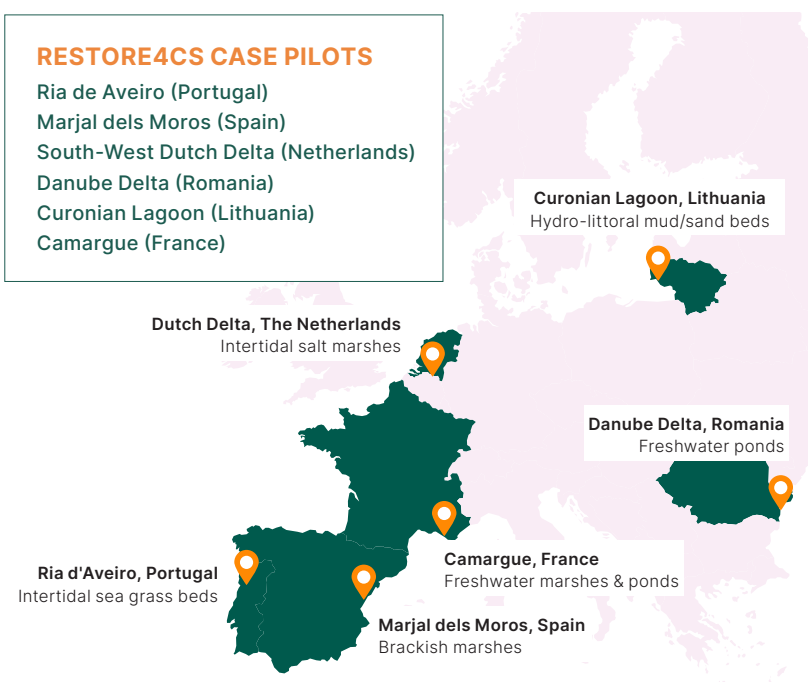 RESTORE4CS CASE PILOTS
Ria de Aveiro (Portugal)
Marjal dels Moros (Spain)
South-West Dutch Delta (Netherlands)
Danube Delta (Romania)
Curonian Lagoon (Lithuania)
Camargue (France)
Curonian Lagoon, Lithuania
Hydro-littoral mud/sand beds
Dutch Delta, The Netherlands
Intertidal salt marshes
Danube Delta, Romania
Freshwater ponds
Camargue, France
Freshwater marshes & ponds
Ria d'Aveiro, Portugal
Intertidal sea grass beds
Marjal dels Moros, Spain
Brackish marshes